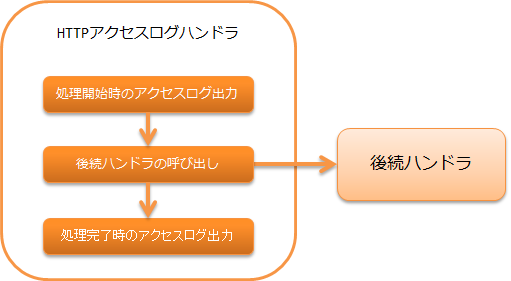 HTTPアクセスログハンドラ
処理開始時のアクセスログ出力
後続ハンドラの呼び出し
後続ハンドラ
処理完了時のアクセスログ出力